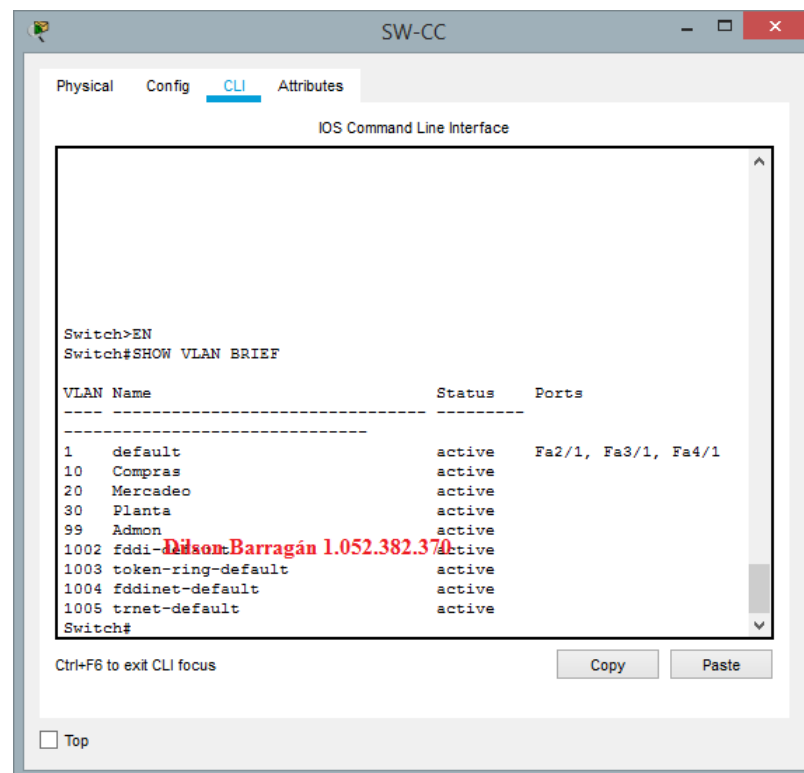 SW-CC
Physical Config CLI Attributes
IOS Command Line Interface
Switch>EN
Switch#SHOW VLAN BRIEF
VLAN Name Status Ports
---- -------------------------------- ---------
-------------------------------
1 default active Fa2/1, Fa3/1, Fa4/1
10 Compras active
20 Mercadeo active
30 Planta active
99 Admon active
Dilson Barragán 1.052.382.370
1002 fddi-default active
1003 token-ring-default active
1004 fddinet-default active
1005 trnet-default active
Switch#
Ctrl+F6 to exit CLI focus
Copy Paste
Top